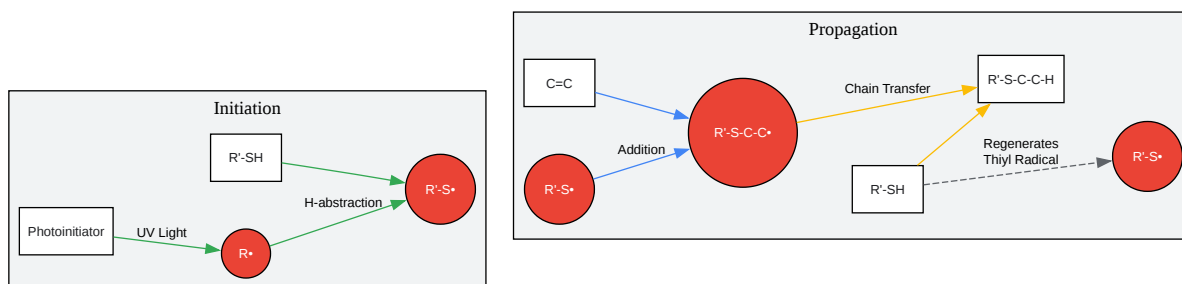 Initiation
R'-SH
R'-S•
H-abstraction
Photoinitiator
UV Light
R•
Propagation
C=C
R'-S-C-C-H
Chain Transfer
R'-S-C-C•
Addition
Regenerates
Thiyl Radical
R'-S•
R'-S•
R'-SH